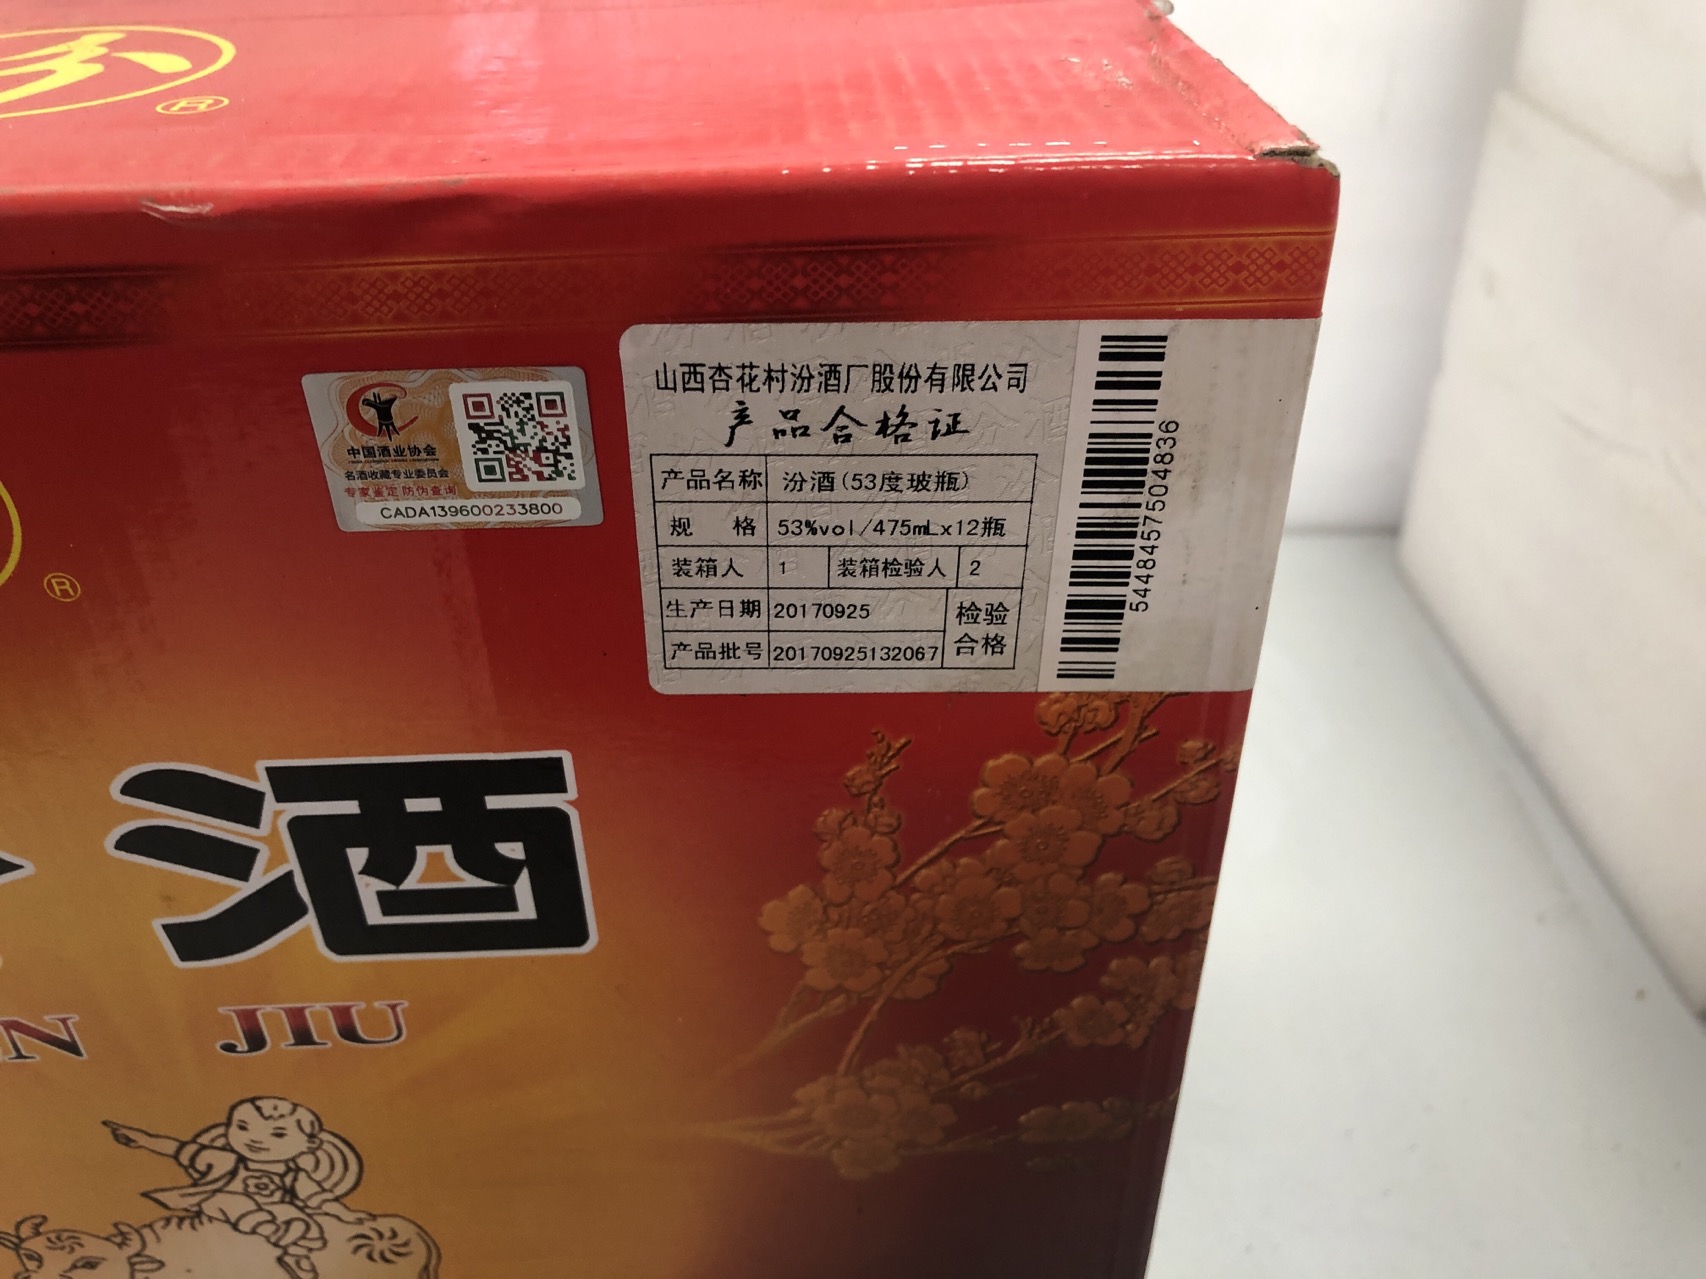 汾
®
®
中国酒业协会
名酒收藏专业委员会
专家鉴定 防伪查询
CADA139600233800
山西杏花村汾酒厂股份有限公司
产品合格证
产品名称 汾酒(53度玻瓶)
规 格 53%vol/475mLx12瓶
装箱人 1 装箱检验人 2
生产日期 20170925 检验
产品批号 20170925132067 合格
5448457504836
酒
N JIU